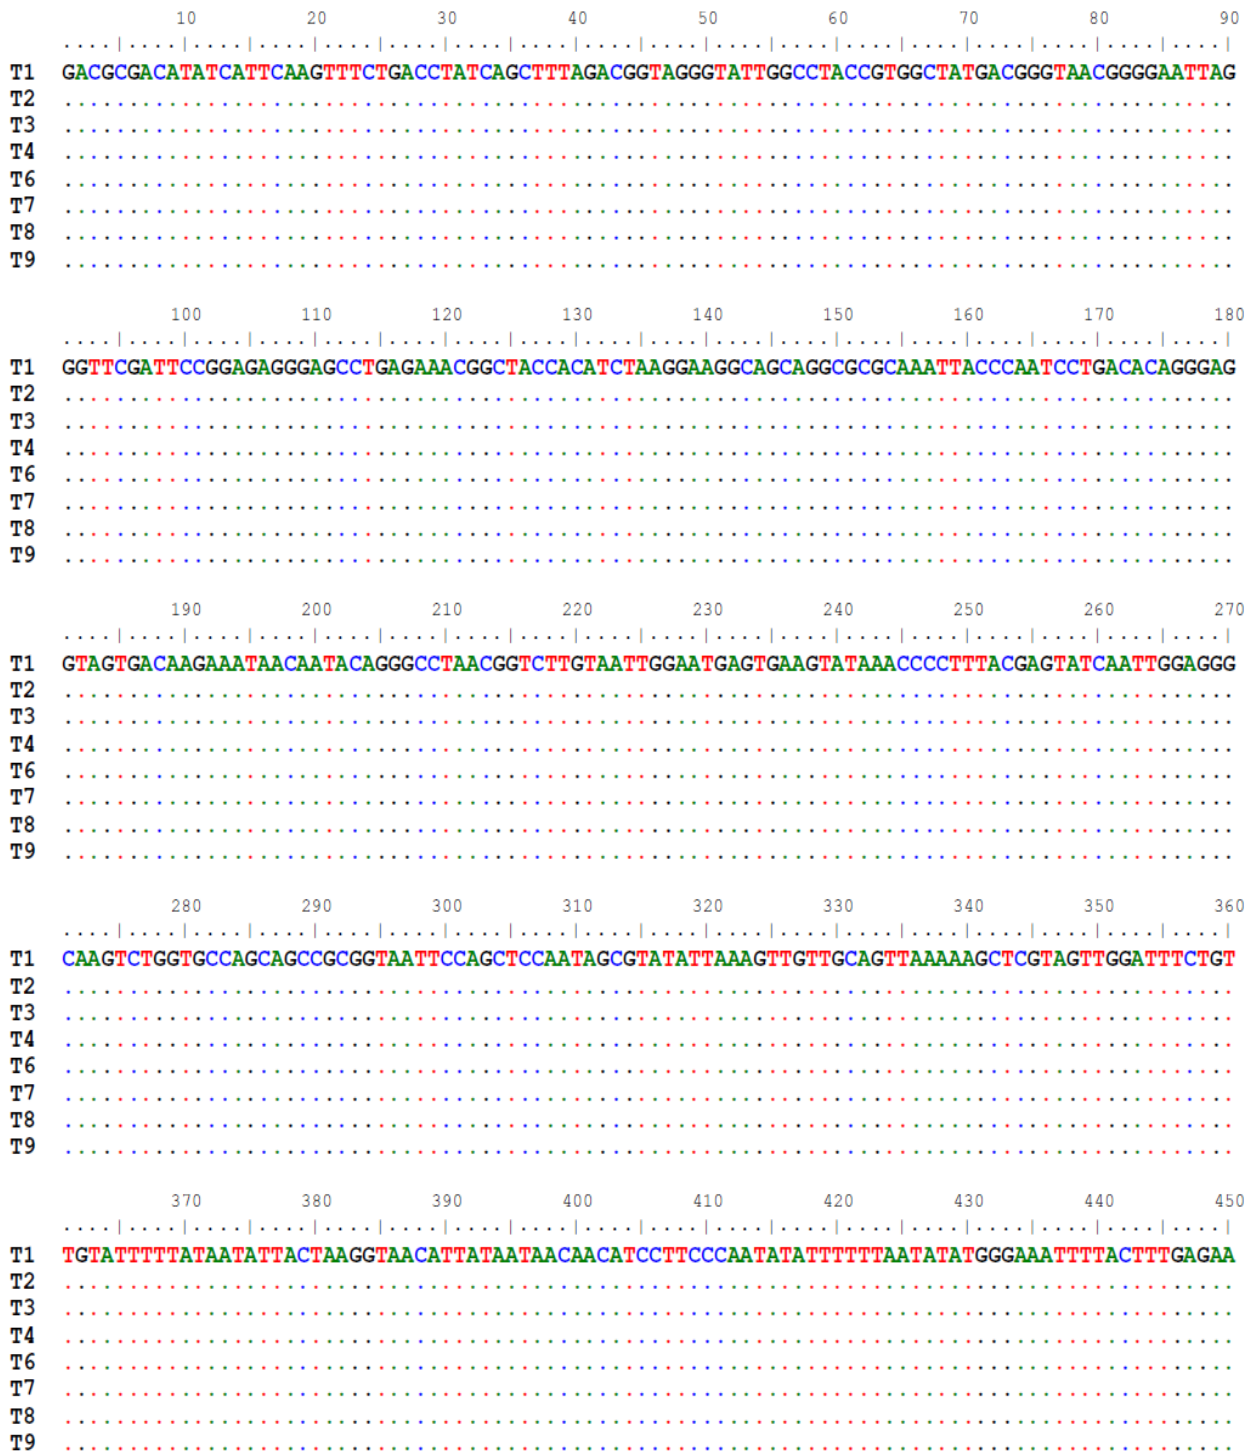 10 20 30 40 50 60 70 80 90
....|....|....|....|....|....|....|....|....|....|....|....|....|....|....|....|....|....|
T1 GACGCGACATATCATTCAAGTTTCTGACCTATCAGCTTTAGACGGTAGGGTATTGGCCTACCGTGGCTATGACGGGTAACGGGGAATTAG
T2 ..........................................................................................
T3 ..........................................................................................
T4 ..........................................................................................
T6 ..........................................................................................
T7 ..........................................................................................
T8 ..........................................................................................
T9 ..........................................................................................
100 110 120 130 140 150 160 170 180
....|....|....|....|....|....|....|....|....|....|....|....|....|....|....|....|....|....|
T1 GGTTCGATTCCGGAGAGGGAGCCTGAGAAACGGCTACCACATCTAAGGAAGGCAGCAGGCGCGCAAATTACCCAATCCTGACACAGGGAG
T2 ..........................................................................................
T3 ..........................................................................................
T4 ..........................................................................................
T6 ..........................................................................................
T7 ..........................................................................................
T8 ..........................................................................................
T9 ..........................................................................................
190 200 210 220 230 240 250 260 270
....|....|....|....|....|....|....|....|....|....|....|....|....|....|....|....|....|....|
T1 GTAGTGACAAGAAATAACAATACAGGGCCTAACGGTCTTGTAATTGGAATGAGTGAAGTATAAACCCCTTTACGAGTATCAATTGGAGGG
T2 ..........................................................................................
T3 ..........................................................................................
T4 ..........................................................................................
T6 ..........................................................................................
T7 ..........................................................................................
T8 ..........................................................................................
T9 ..........................................................................................
280 290 300 310 320 330 340 350 360
....|....|....|....|....|....|....|....|....|....|....|....|....|....|....|....|....|....|
T1 CAAGTCTGGTGCCAGCAGCCGCGGTAATTCCAGCTCCAATAGCGTATATTAAAGTTGTTGCAGTTAAAAAGCTCGTAGTTGGATTTCTGT
T2 ..........................................................................................
T3 ..........................................................................................
T4 ..........................................................................................
T6 ..........................................................................................
T7 ..........................................................................................
T8 ..........................................................................................
T9 ..........................................................................................
370 380 390 400 410 420 430 440 450
....|....|....|....|....|....|....|....|....|....|....|....|....|....|....|....|....|....|
T1 TGTATTTTTATAATATTACTAAGGTAACATTATAATAACAACATCCTTCCCAATATATTTTTTAATATATGGGAAATTTTACTTTGAGAA
T2 ..........................................................................................
T3 ..........................................................................................
T4 ..........................................................................................
T6 ..........................................................................................
T7 ..........................................................................................
T8 ..........................................................................................
T9 ..........................................................................................